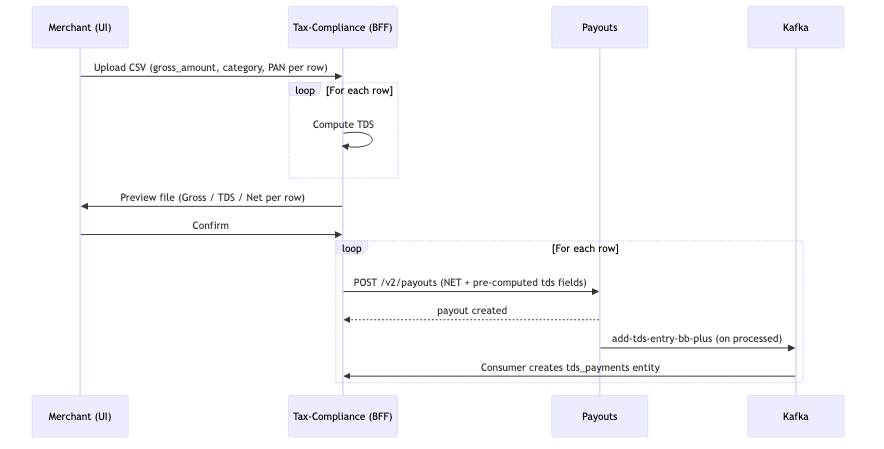 Merchant (UI)
Tax-Compliance (BFF)
Payouts
Kafka
Upload CSV (gross_amount, category, PAN per row)
loop
[For each row]
Compute TDS
Preview file (Gross / TDS / Net per row)
Confirm
loop
[For each row]
POST /v2/payouts (NET + pre-computed tds fields)
payout created
add-tds-entry-bb-plus (on processed)
Consumer creates tds_payments entity
Merchant (UI)
Tax-Compliance (BFF)
Payouts
Kafka